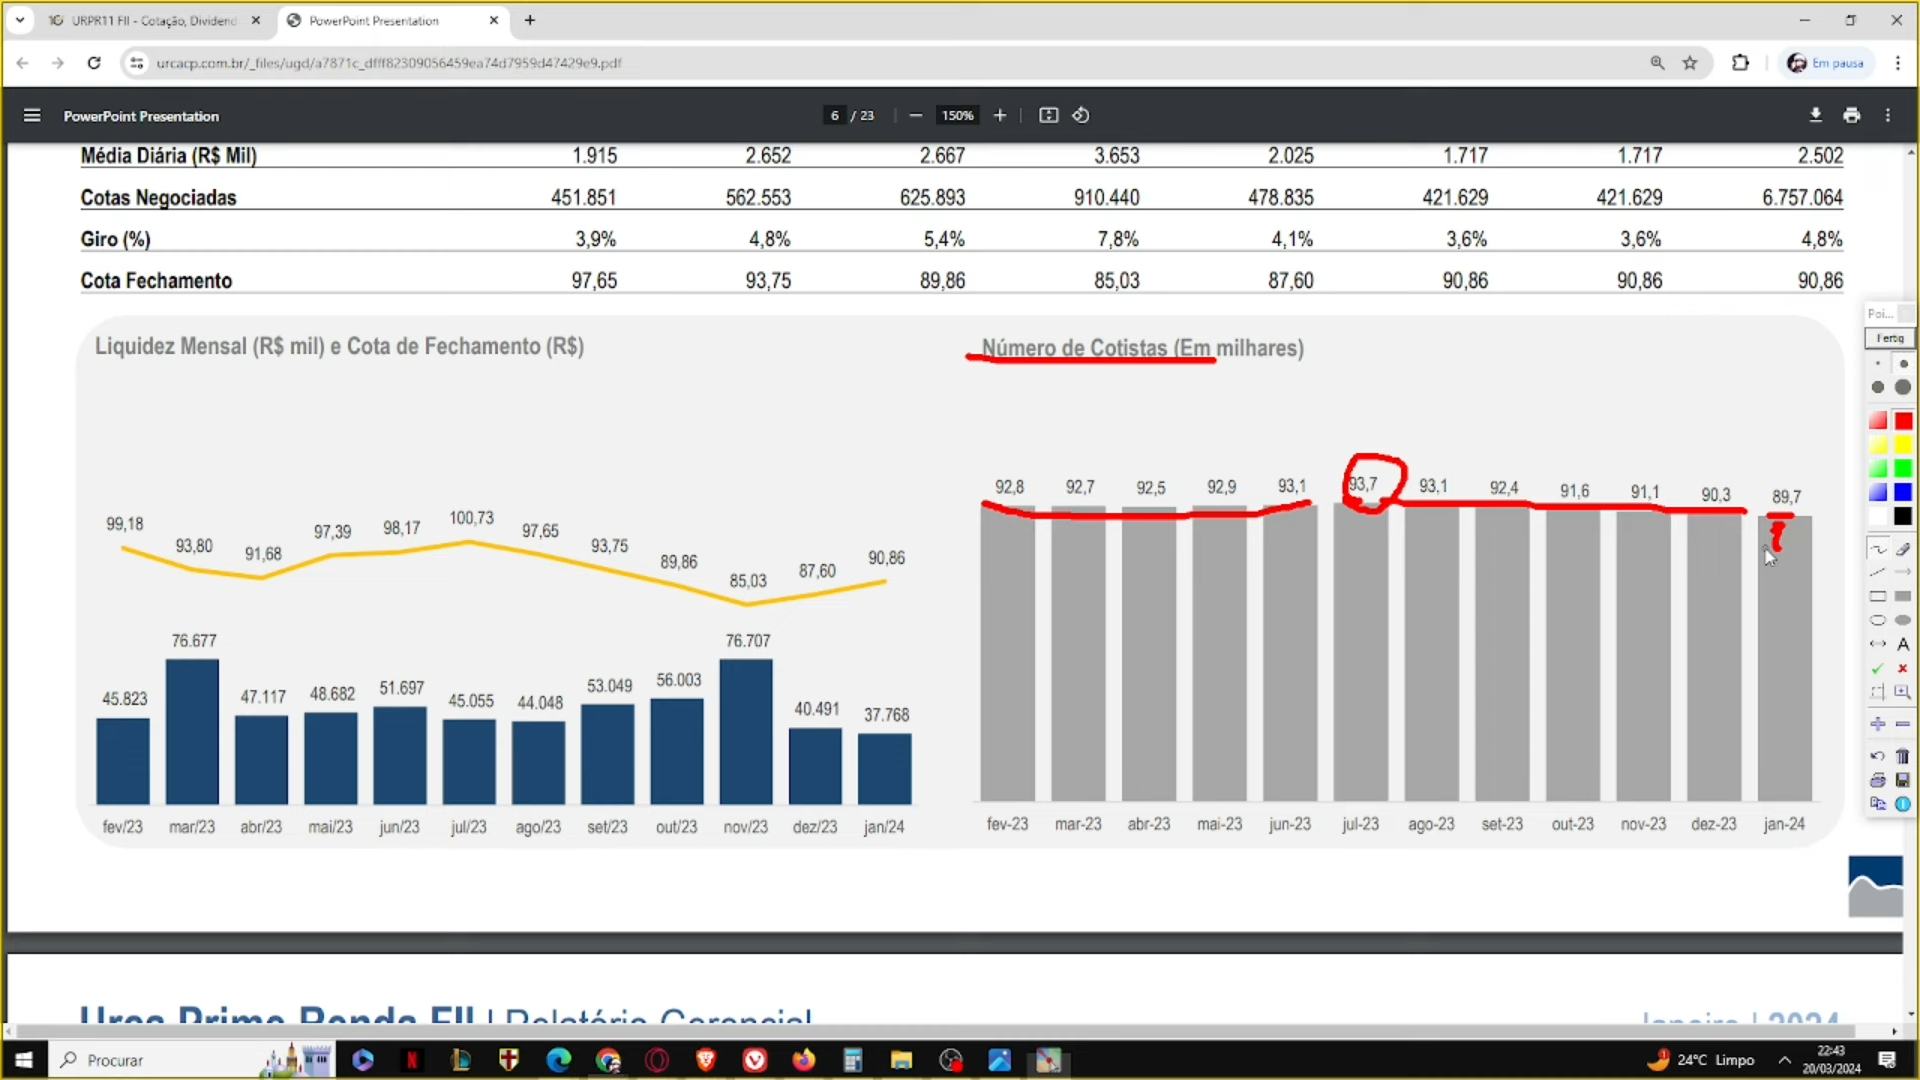 URPR11 FII - Cotação, Dividend
PowerPoint Presentation
urcacp.com.br/_files/ugd/a7871c_dfff82309056459ea74d7959d47429e9.pdf
Em pausa
PowerPoint Presentation
6 / 23
150%
Média Diária (R$ Mil) 1.915 2.652 2.667 3.653 2.025 1.717 1.717 2.502
Cotas Negociadas 451.851 562.553 625.893 910.440 478.835 421.629 421.629 6.757.064
Giro (%) 3,9% 4,8% 5,4% 7,8% 4,1% 3,6% 3,6% 4,8%
Cota Fechamento 97,65 93,75 89,86 85,03 87,60 90,86 90,86 90,86
Liquidez Mensal (R$ mil) e Cota de Fechamento (R$)
99,18 93,80 91,68 97,39 98,17 100,73 97,65 93,75 89,86 85,03 87,60 90,86
45.823 76.677 47.117 48.682 51.697 45.055 44.048 53.049 56.003 76.707 40.491 37.768
fev/23 mar/23 abr/23 mai/23 jun/23 jul/23 ago/23 set/23 out/23 nov/23 dez/23 jan/24
Número de Cotistas (Em milhares)
92,8 92,7 92,5 92,9 93,1 93,7 93,1 92,4 91,6 91,1 90,3 89,7
fev-23 mar-23 abr-23 mai-23 jun-23 jul-23 ago-23 set-23 out-23 nov-23 dez-23 jan-24
Poi...
Fertig
A
Urca Prime Renda FII | Relatório Gerencial
Janeiro | 2024
Procurar
24°C Limpo
22:43
20/03/2024